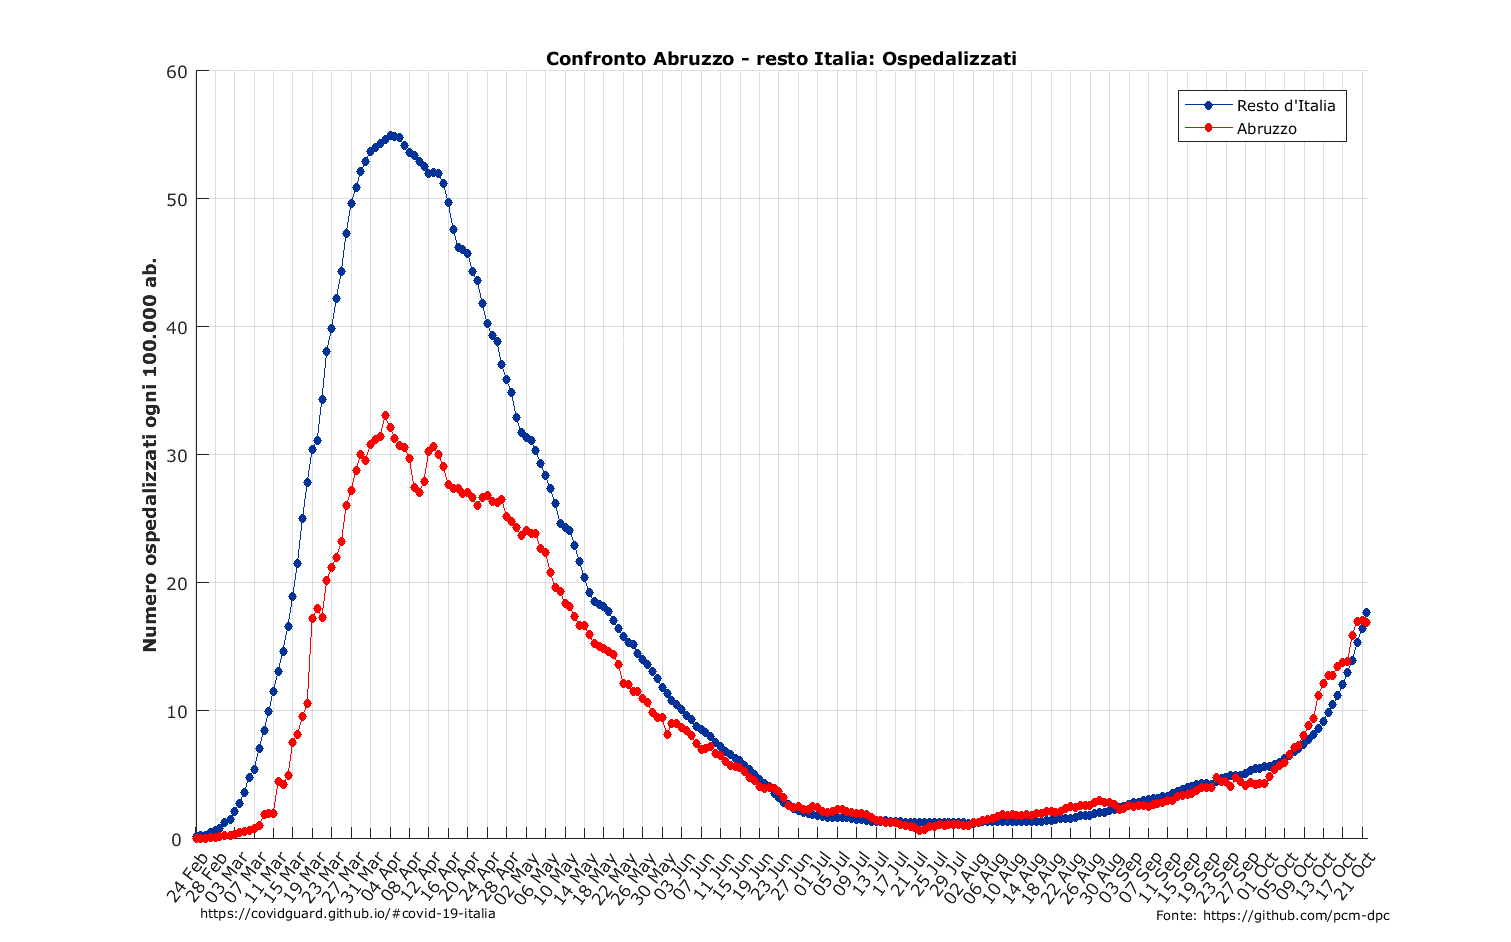 Confronto Abruzzo - resto Italia: Ospedalizzati
Numero ospedalizzati ogni 100.000 ab.
60
50
40
30
20
10
0
Resto d'Italia
Abruzzo
24 Feb
28 Feb
03 Mar
07 Mar
11 Mar
15 Mar
19 Mar
23 Mar
27 Mar
31 Mar
04 Apr
08 Apr
12 Apr
16 Apr
20 Apr
24 Apr
28 Apr
02 May
06 May
10 May
14 May
18 May
22 May
26 May
30 May
03 Jun
07 Jun
11 Jun
15 Jun
19 Jun
23 Jun
27 Jun
01 Jul
05 Jul
09 Jul
13 Jul
17 Jul
21 Jul
25 Jul
29 Jul
02 Aug
06 Aug
10 Aug
14 Aug
18 Aug
22 Aug
26 Aug
30 Aug
03 Sep
07 Sep
11 Sep
15 Sep
19 Sep
23 Sep
27 Sep
01 Oct
05 Oct
09 Oct
13 Oct
17 Oct
21 Oct
https://covidguard.github.io/#covid-19-italia
Fonte: https://github.com/pcm-dpc